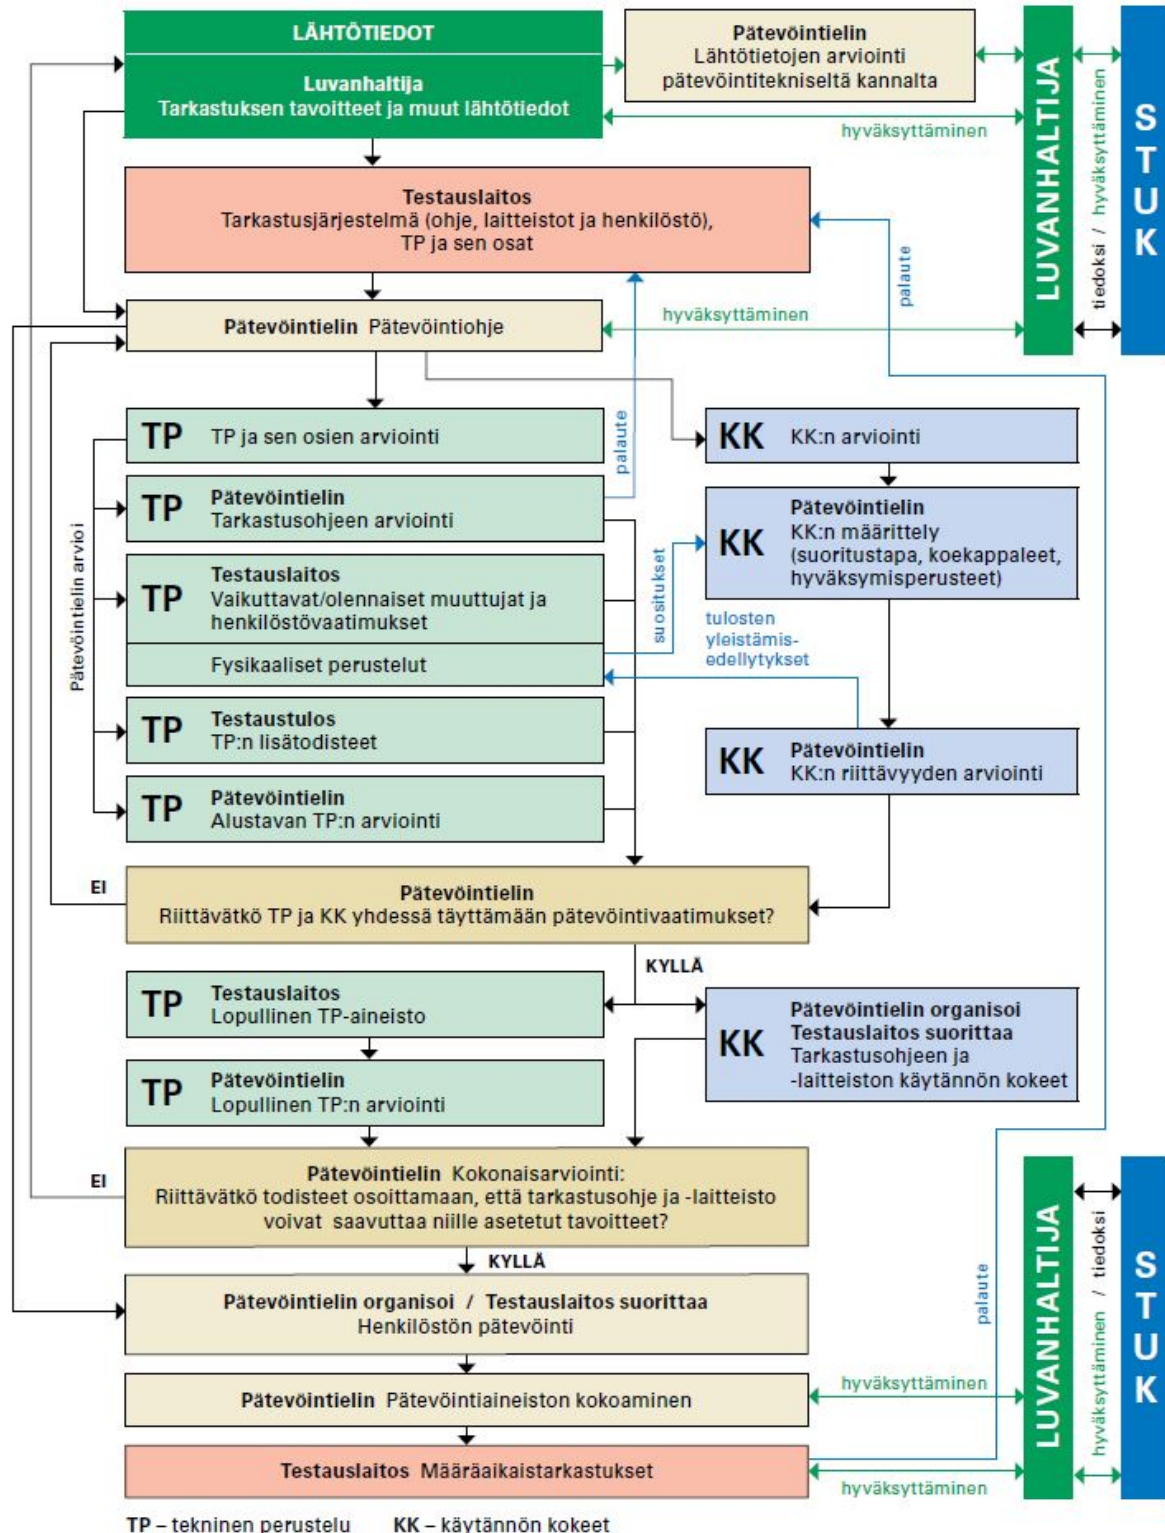 LÄHTÖTIEDOT
Luvanhaltija
Tarkastuksen tavoitteet ja muut lähtötiedot
Pätevöintielin
Lähtötietojen arviointi
pätevöintitekniseltä kannalta
hyväksyttäminen
LUVANHALTIJA
tiedoksi / hyväksyttäminen
STUK
Testauslaitos
Tarkastusjärjestelmä (ohje, laitteistot ja henkilöstö),
TP ja sen osat
palaute
Pätevöintielin Pätevöintiohje
hyväksyttäminen
Pätevöintielin arvioi
TP TP ja sen osien arviointi
palaute
KK KK:n arviointi
TP Pätevöintielin
Tarkastusohjeen arviointi
KK Pätevöintielin
KK:n määrittely
(suoritustapa, koekappaleet,
hyväksymisperusteet)
TP Testauslaitos
Vaikuttavat/olennaiset muuttujat ja
henkilöstövaatimukset
Fysikaaliset perustelut
suositukset
tulosten
yleistämis-
edellytykset
TP Testaustulos
TP:n lisätodisteet
KK Pätevöintielin
KK:n riittävyyden arviointi
TP Pätevöintielin
Alustavan TP:n arviointi
EI
Pätevöintielin
Riittävätkö TP ja KK yhdessä täyttämään pätevöintivaatimukset?
KYLLÄ
TP Testauslaitos
Lopullinen TP-aineisto
KK Pätevöintielin organisoi
Testauslaitos suorittaa
Tarkastusohjeen ja
-laitteiston käytännön kokeet
TP Pätevöintielin
Lopullinen TP:n arviointi
EI
Pätevöintielin Kokonaisarviointi:
Riittävätkö todisteet osoittamaan, että tarkastusohje ja -laitteisto
voivat saavuttaa niille asetetut tavoitteet?
KYLLÄ
Pätevöintielin organisoi / Testauslaitos suorittaa
Henkilöstön pätevöinti
palaute
LUVANHALTIJA
hyväksyttäminen / tiedoksi
STUK
Pätevöintielin Pätevöintiaineiston kokoaminen
hyväksyttäminen
Testauslaitos Määräaikaistarkastukset
hyväksyttäminen
TP – tekninen perustelu KK – käytännön kokeet